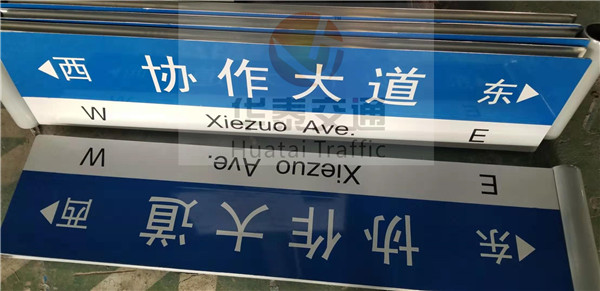 ◀西 协作大道 东▶
W Xiezuo Ave. E
华泰交通
Huatai Traffic
E Xiezuo Ave. W
◀东 协作大道 西▶